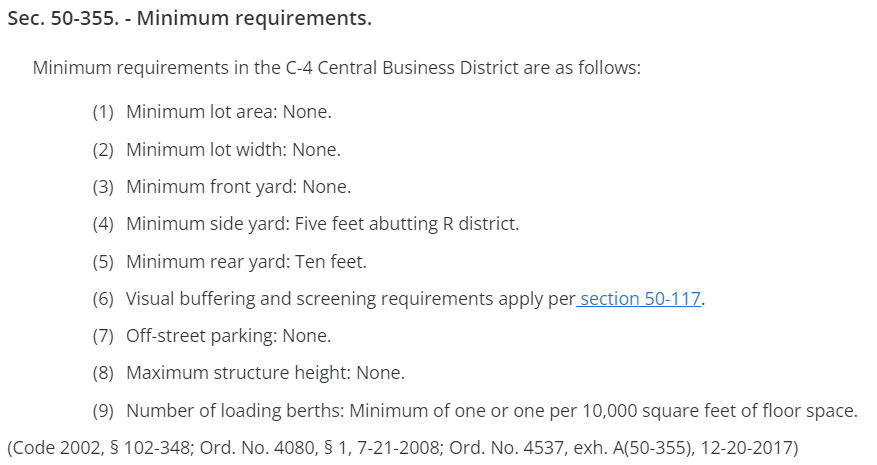 Sec. 50-355. - Minimum requirements.
Minimum requirements in the C-4 Central Business District are as follows:
(1) Minimum lot area: None.
(2) Minimum lot width: None.
(3) Minimum front yard: None.
(4) Minimum side yard: Five feet abutting R district.
(5) Minimum rear yard: Ten feet.
(6) Visual buffering and screening requirements apply per section 50-117.
(7) Off-street parking: None.
(8) Maximum structure height: None.
(9) Number of loading berths: Minimum of one or one per 10,000 square feet of floor space.
(Code 2002, § 102-348; Ord. No. 4080, § 1, 7-21-2008; Ord. No. 4537, exh. A(50-355), 12-20-2017)